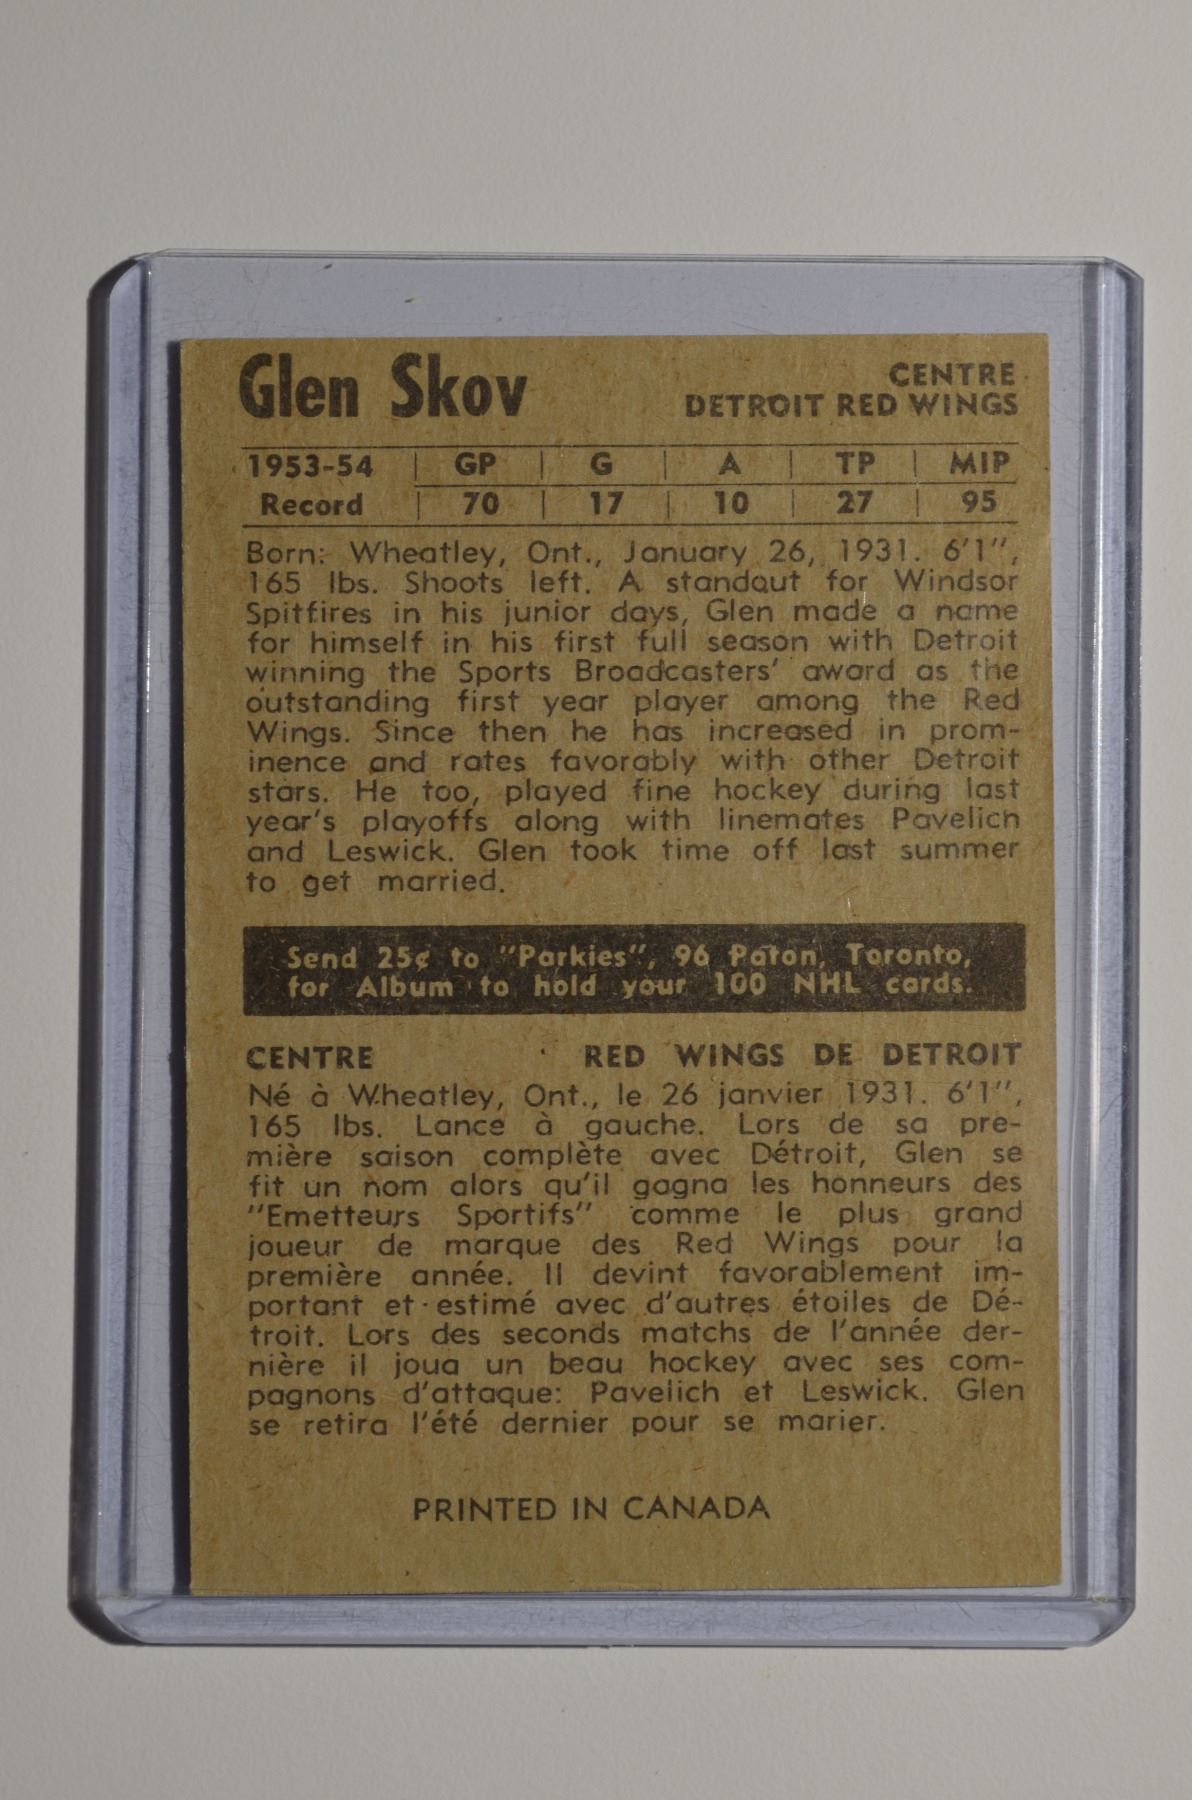 Glen Skov
CENTRE
DETROIT RED WINGS
1953-54 | GP | G | A | TP | MIP
Record | 70 | 17 | 10 | 27 | 95
Born: Wheatley, Ont., January 26, 1931. 6'1",
165 lbs. Shoots left. A standout for Windsor
Spitfires in his junior days, Glen made a name
for himself in his first full season with Detroit
winning the Sports Broadcasters' award as the
outstanding first year player among the Red
Wings. Since then he has increased in prom-
inence and rates favorably with other Detroit
stars. He too, played fine hockey during last
year's playoffs along with linemates Pavelich
and Leswick. Glen took time off last summer
to get married.
Send 25¢ to "Parkies", 96 Paton, Toronto,
for Album to hold your 100 NHL cards.
CENTRE RED WINGS DE DETROIT
Né à Wheatley, Ont., le 26 janvier 1931. 6'1",
165 lbs. Lance à gauche. Lors de sa pre-
mière saison complète avec Détroit, Glen se
fit un nom alors qu'il gagna les honneurs des
"Emetteurs Sportifs" comme le plus grand
joueur de marque des Red Wings pour la
première année. Il devint favorablement im-
portant et estimé avec d'autres étoiles de Dé-
troit. Lors des seconds matchs de l'année der-
nière il joua un beau hockey avec ses com-
pagnons d'attaque: Pavelich et Leswick. Glen
se retira l'été dernier pour se marier.
PRINTED IN CANADA